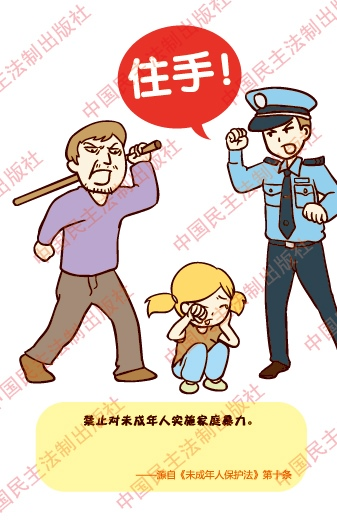 住手！
禁止对未成年人实施家庭暴力。
——源自《未成年人保护法》第十条
中国民主法制出版社